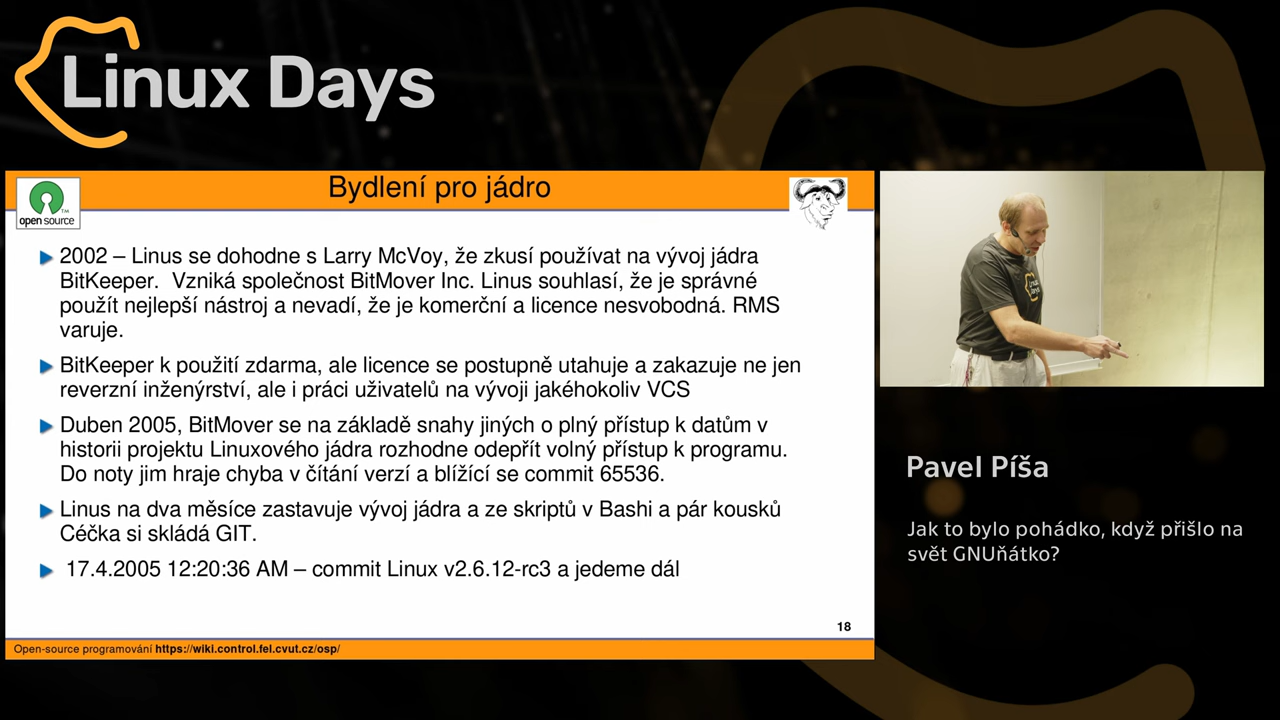 Linux Days
Bydlení pro jádro
open source
TM
2002 – Linus se dohodne s Larry McVoy, že zkusí používat na vývoj jádra
BitKeeper. Vzniká společnost BitMover Inc. Linus souhlasí, že je správné
použít nejlepší nástroj a nevadí, že je komerční a licence nesvobodná. RMS
varuje.
BitKeeper k použití zdarma, ale licence se postupně utahuje a zakazuje ne jen
reverzní inženýrství, ale i práci uživatelů na vývoji jakéhokoliv VCS
Duben 2005, BitMover se na základě snahy jiných o plný přístup k datům v
historii projektu Linuxového jádra rozhodne odepřít volný přístup k programu.
Do noty jim hraje chyba v čítání verzí a blížící se commit 65536.
Linus na dva měsíce zastavuje vývoj jádra a ze skriptů v Bashi a pár kousků
Céčka si skládá GIT.
17.4.2005 12:20:36 AM – commit Linux v2.6.12-rc3 a jedeme dál
18
Open-source programování https://wiki.control.fel.cvut.cz/osp/
Linux
Days
Pavel Píša
Jak to bylo pohádko, když přišlo na
svět GNUňátko?